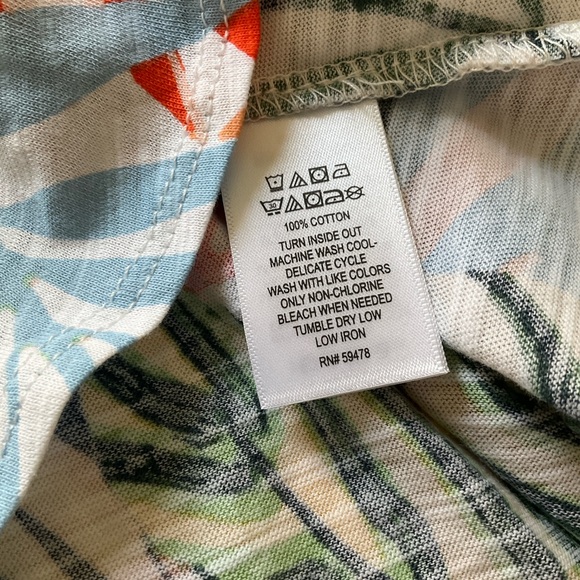 30
100% COTTON
TURN INSIDE OUT
MACHINE WASH COOL-
DELICATE CYCLE
WASH WITH LIKE COLORS
ONLY NON-CHLORINE
BLEACH WHEN NEEDED
TUMBLE DRY LOW
LOW IRON
RN# 59478